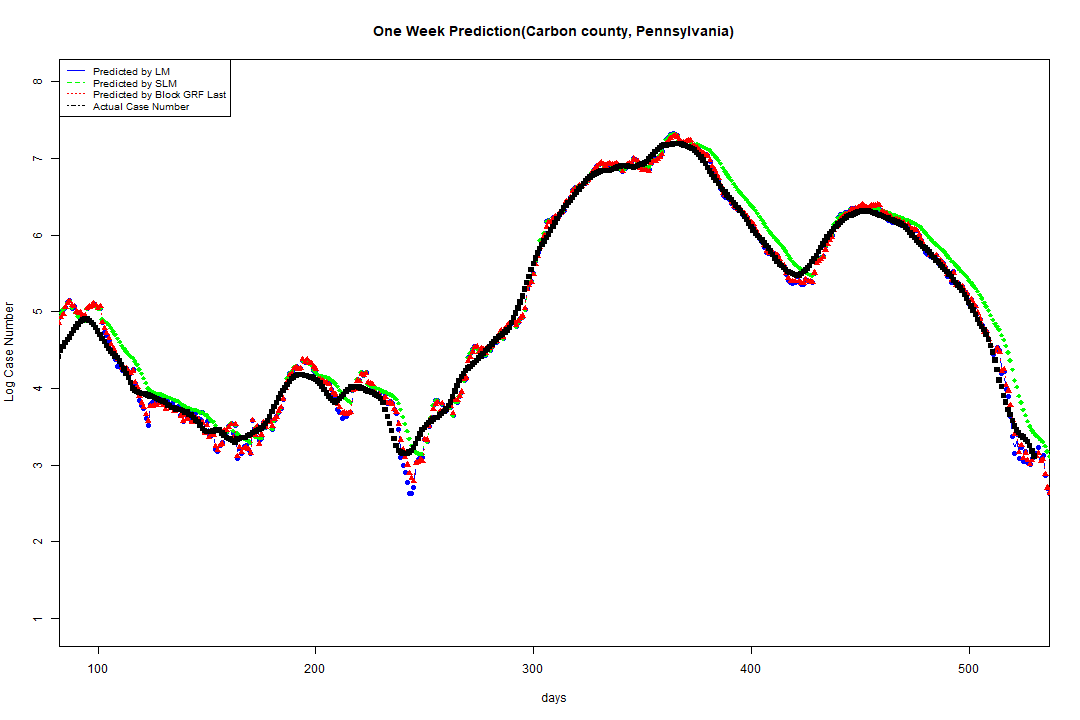 One Week Prediction(Carbon county, Pennsylvania)
Predicted by LM
Predicted by SLM
Predicted by Block GRF Last
Actual Case Number
Log Case Number
8
7
6
5
4
3
2
1
100 200 300 400 500
days